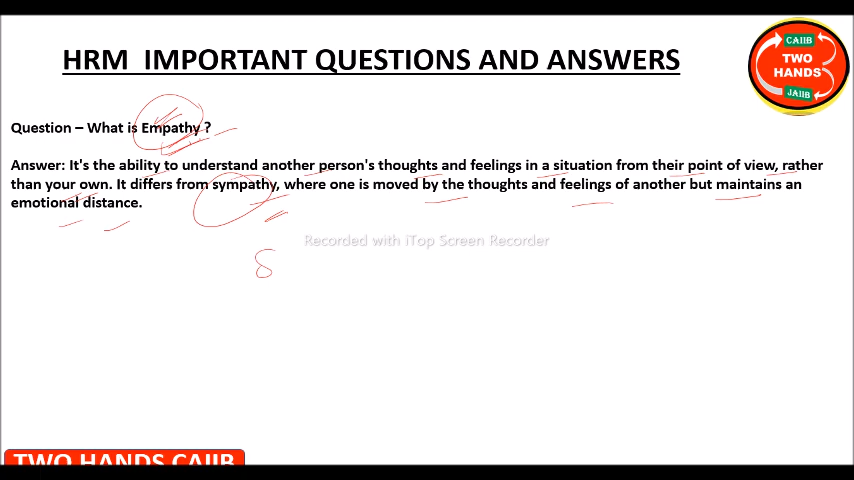 HRM IMPORTANT QUESTIONS AND ANSWERS
CAIIB
TWO
HANDS
JAIIB
Question – What is Empathy ?
Answer: It's the ability to understand another person's thoughts and feelings in a situation from their point of view, rather
than your own. It differs from sympathy, where one is moved by the thoughts and feelings of another but maintains an
emotional distance.
Recorded with iTop Screen Recorder
8
TWO HANDS CAIIB